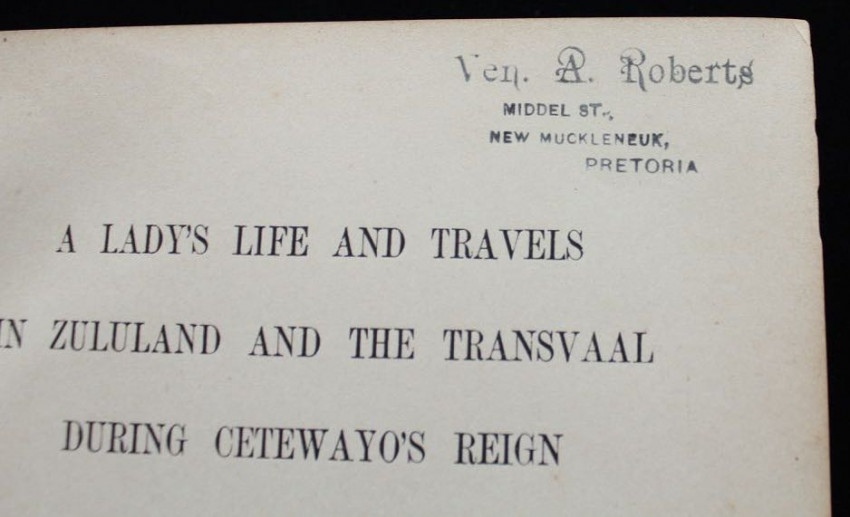 Ven. A. Roberts
MIDDEL ST.,
NEW MUCKLENEUK,
PRETORIA
A LADY'S LIFE AND TRAVELS
IN ZULULAND AND THE TRANSVAAL
DURING CETEWAYO'S REIGN